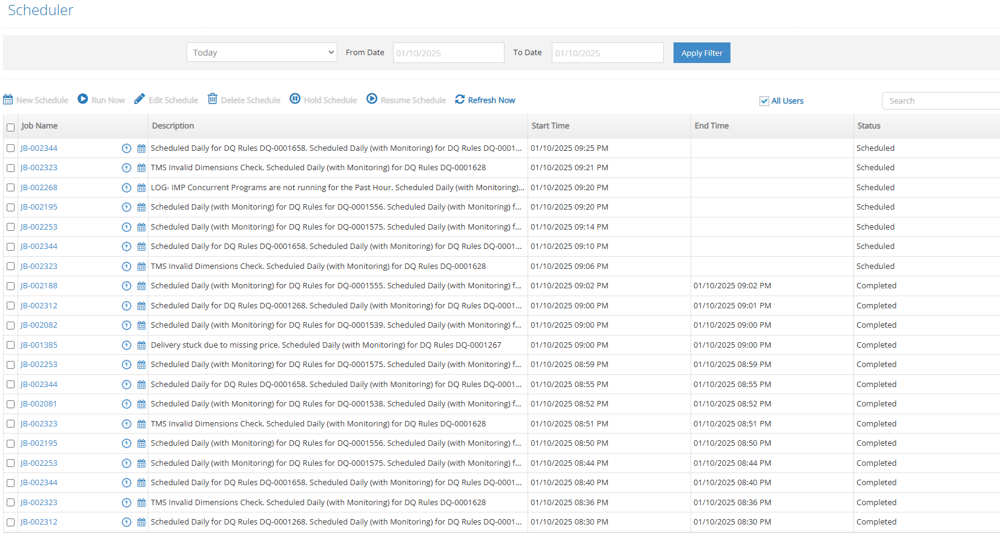 Scheduler
Today From Date 01/10/2025 To Date 01/10/2025 Apply Filter
New Schedule Run Now Edit Schedule Delete Schedule Hold Schedule Resume Schedule Refresh Now All Users Search
Job Name Description Start Time End Time Status
JB-002344 Scheduled Daily for DQ Rules DQ-0001658. Scheduled Daily (with Monitoring) for DQ Rules DQ-0001... 01/10/2025 09:25 PM Scheduled
JB-002323 TMS Invalid Dimensions Check. Scheduled Daily (with Monitoring) for DQ Rules DQ-0001628 01/10/2025 09:21 PM Scheduled
JB-002268 LOG- IMP Concurrent Programs are not running for the Past Hour. Scheduled Daily (with Monitoring)... 01/10/2025 09:20 PM Scheduled
JB-002195 Scheduled Daily (with Monitoring) for DQ Rules for DQ-0001556. Scheduled Daily (with Monitoring) f... 01/10/2025 09:20 PM Scheduled
JB-002253 Scheduled Daily (with Monitoring) for DQ Rules for DQ-0001575. Scheduled Daily (with Monitoring) f... 01/10/2025 09:14 PM Scheduled
JB-002344 Scheduled Daily for DQ Rules DQ-0001658. Scheduled Daily (with Monitoring) for DQ Rules DQ-0001... 01/10/2025 09:10 PM Scheduled
JB-002323 TMS Invalid Dimensions Check. Scheduled Daily (with Monitoring) for DQ Rules DQ-0001628 01/10/2025 09:06 PM Scheduled
JB-002188 Scheduled Daily (with Monitoring) for DQ Rules for DQ-0001555. Scheduled Daily (with Monitoring) f... 01/10/2025 09:02 PM 01/10/2025 09:02 PM Completed
JB-002312 Scheduled Daily for DQ Rules DQ-0001268. Scheduled Daily (with Monitoring) for DQ Rules DQ-0001... 01/10/2025 09:00 PM 01/10/2025 09:01 PM Completed
JB-002082 Scheduled Daily (with Monitoring) for DQ Rules for DQ-0001539. Scheduled Daily (with Monitoring) f... 01/10/2025 09:00 PM 01/10/2025 09:00 PM Completed
JB-001385 Delivery stuck due to missing price. Scheduled Daily (with Monitoring) for DQ Rules DQ-0001267 01/10/2025 09:00 PM 01/10/2025 09:00 PM Completed
JB-002253 Scheduled Daily (with Monitoring) for DQ Rules for DQ-0001575. Scheduled Daily (with Monitoring) f... 01/10/2025 08:59 PM 01/10/2025 08:59 PM Completed
JB-002344 Scheduled Daily for DQ Rules DQ-0001658. Scheduled Daily (with Monitoring) for DQ Rules DQ-0001... 01/10/2025 08:55 PM 01/10/2025 08:55 PM Completed
JB-002081 Scheduled Daily (with Monitoring) for DQ Rules for DQ-0001538. Scheduled Daily (with Monitoring) f... 01/10/2025 08:52 PM 01/10/2025 08:52 PM Completed
JB-002323 TMS Invalid Dimensions Check. Scheduled Daily (with Monitoring) for DQ Rules DQ-0001628 01/10/2025 08:51 PM 01/10/2025 08:51 PM Completed
JB-002195 Scheduled Daily (with Monitoring) for DQ Rules for DQ-0001556. Scheduled Daily (with Monitoring) f... 01/10/2025 08:50 PM 01/10/2025 08:50 PM Completed
JB-002253 Scheduled Daily (with Monitoring) for DQ Rules for DQ-0001575. Scheduled Daily (with Monitoring) f... 01/10/2025 08:44 PM 01/10/2025 08:44 PM Completed
JB-002344 Scheduled Daily for DQ Rules DQ-0001658. Scheduled Daily (with Monitoring) for DQ Rules DQ-0001... 01/10/2025 08:40 PM 01/10/2025 08:40 PM Completed
JB-002323 TMS Invalid Dimensions Check. Scheduled Daily (with Monitoring) for DQ Rules DQ-0001628 01/10/2025 08:36 PM 01/10/2025 08:36 PM Completed
JB-002312 Scheduled Daily for DQ Rules DQ-0001268. Scheduled Daily (with Monitoring) for DQ Rules DQ-0001... 01/10/2025 08:30 PM 01/10/2025 08:30 PM Completed